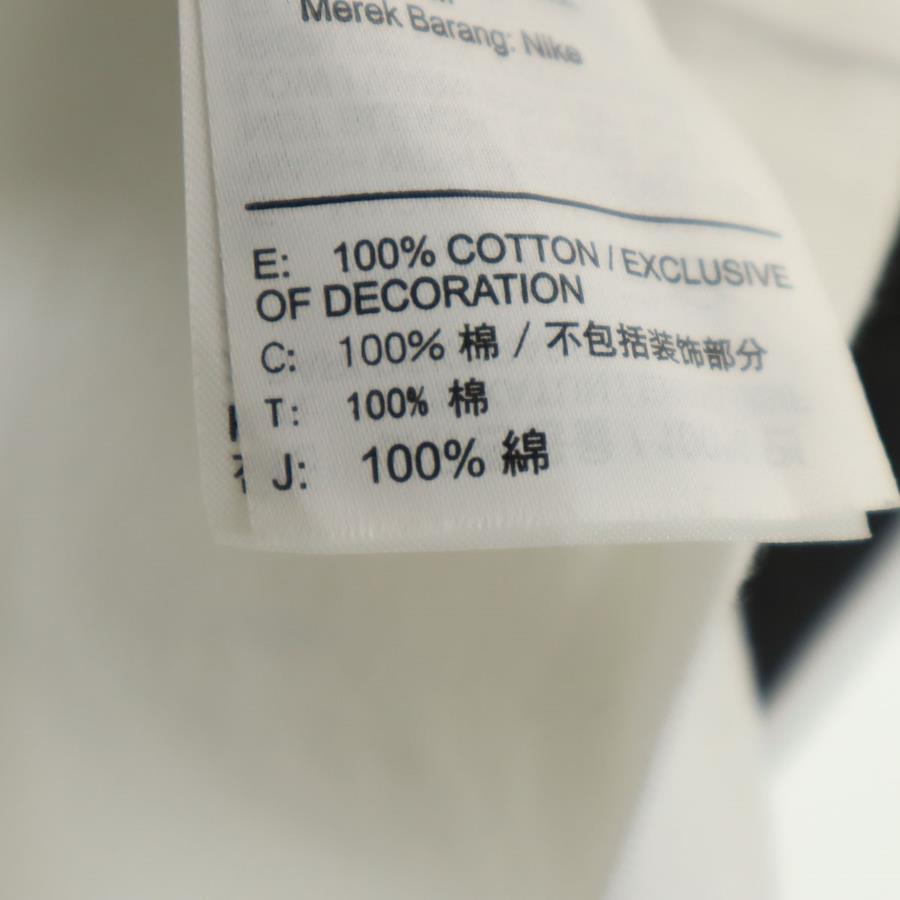 Merek Barang: Nike
E: 100% COTTON / EXCLUSIVE
OF DECORATION
C: 100% 棉 / 不包括装饰部分
T: 100% 棉
J: 100% 綿